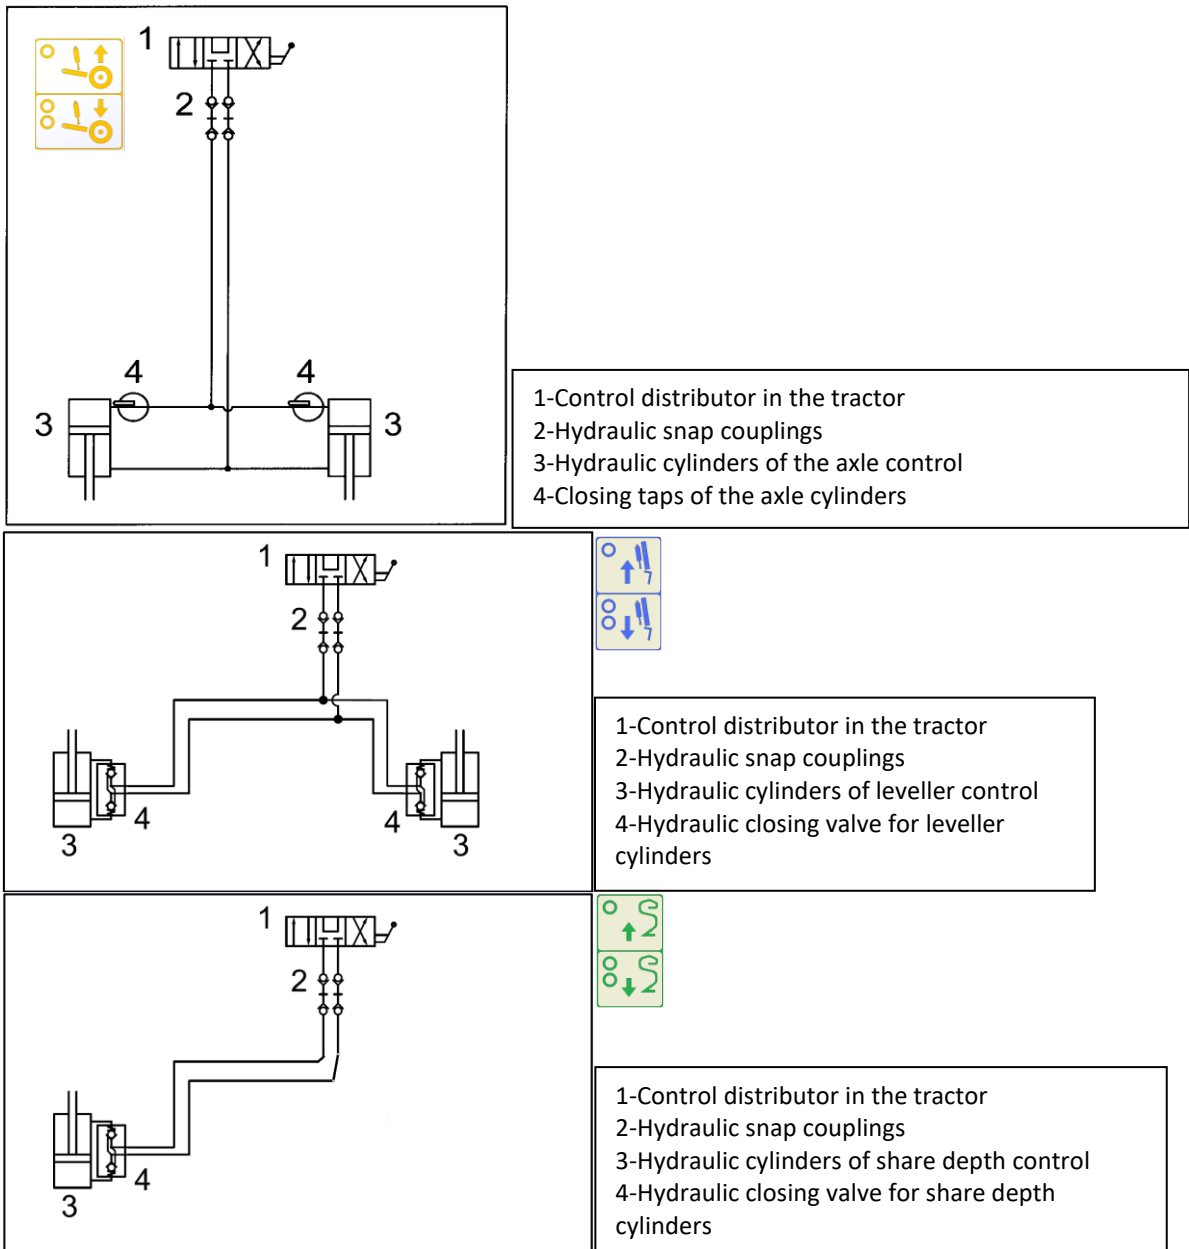 1
2
4 4
3 3
1-Control distributor in the tractor
2-Hydraulic snap couplings
3-Hydraulic cylinders of the axle control
4-Closing taps of the axle cylinders
1
2
4 4
3 3
1-Control distributor in the tractor
2-Hydraulic snap couplings
3-Hydraulic cylinders of leveller control
4-Hydraulic closing valve for leveller
cylinders
1
2
4
3
1-Control distributor in the tractor
2-Hydraulic snap couplings
3-Hydraulic cylinders of share depth control
4-Hydraulic closing valve for share depth
cylinders